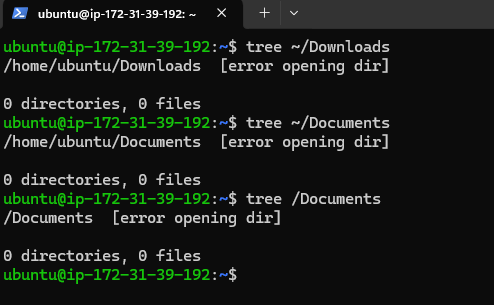 ubuntu@ip-172-31-39-192: ~
ubuntu@ip-172-31-39-192:~$ tree ~/Downloads
/home/ubuntu/Downloads  [error opening dir]
0 directories, 0 files
ubuntu@ip-172-31-39-192:~$ tree ~/Documents
/home/ubuntu/Documents  [error opening dir]
0 directories, 0 files
ubuntu@ip-172-31-39-192:~$ tree /Documents
/Documents  [error opening dir]
0 directories, 0 files
ubuntu@ip-172-31-39-192:~$